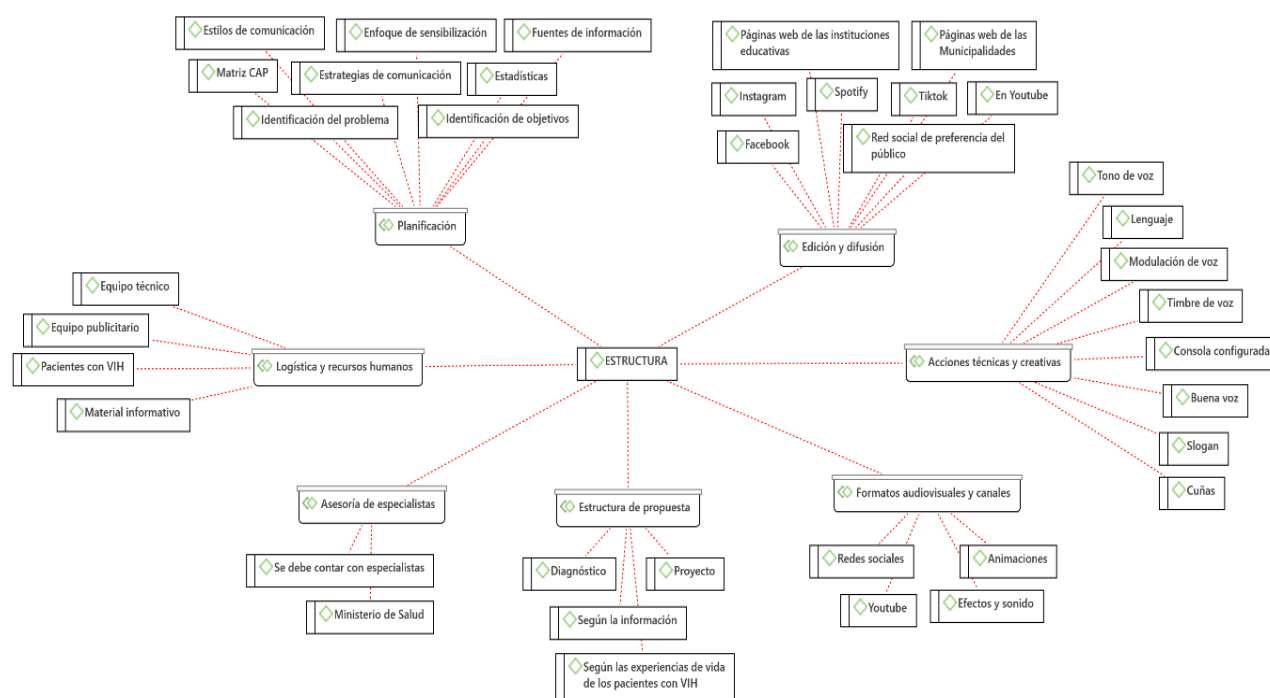 Estilos de comunicación
Enfoque de sensibilización
Fuentes de información
Matriz CAP
Estrategias de comunicación
Estadísticas
Identificación del problema
Identificación de objetivos
Planificación
Páginas web de las instituciones
educativas
Páginas web de las
Municipalidades
Instagram
Spotify
Tiktok
En Youtube
Facebook
Red social de preferencia del
público
Edición y difusión
Tono de voz
Lenguaje
Modulación de voz
Timbre de voz
Consola configurada
Buena voz
Slogan
Cuñas
Acciones técnicas y creativas
Equipo técnico
Equipo publicitario
Pacientes con VIH
Material informativo
Logística y recursos humanos
ESTRUCTURA
Asesoría de especialistas
Se debe contar con especialistas
Ministerio de Salud
Estructura de propuesta
Diagnóstico
Proyecto
Según la información
Según las experiencias de vida
de los pacientes con VIH
Formatos audiovisuales y canales
Redes sociales
Animaciones
Youtube
Efectos y sonido